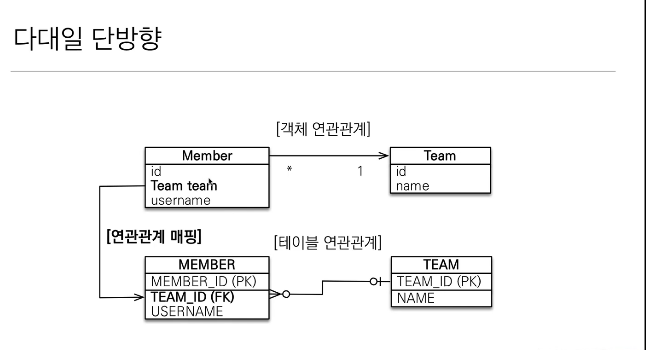 다대일 단방향
[객체 연관관계]
Member
id
Team team
username
* 1
Team
id
name
[연관관계 매핑]
[테이블 연관관계]
MEMBER
MEMBER_ID (PK)
TEAM_ID (FK)
USERNAME
TEAM
TEAM_ID (PK)
NAME